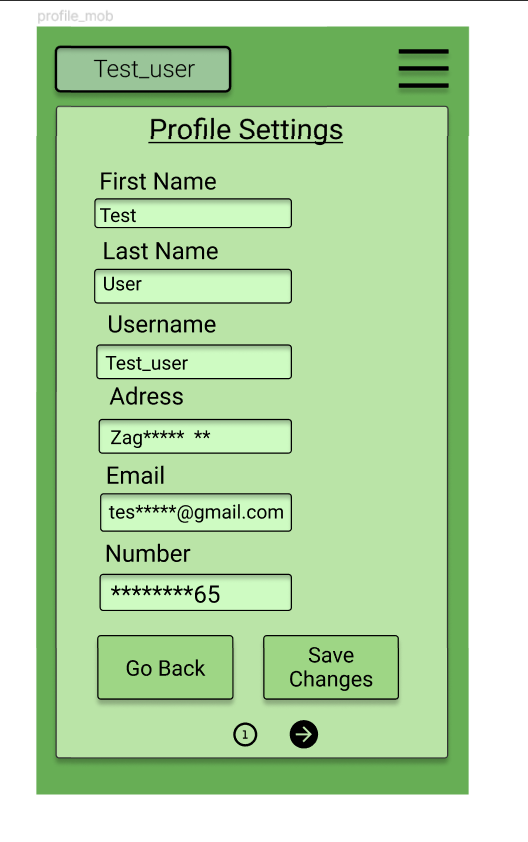 profile_mob
Test_user
Profile Settings
First Name
Test
Last Name
User
Username
Test_user
Adress
Zag***** **
Email
tes*****@gmail.com
Number
********65
Go Back
Save
Changes
1